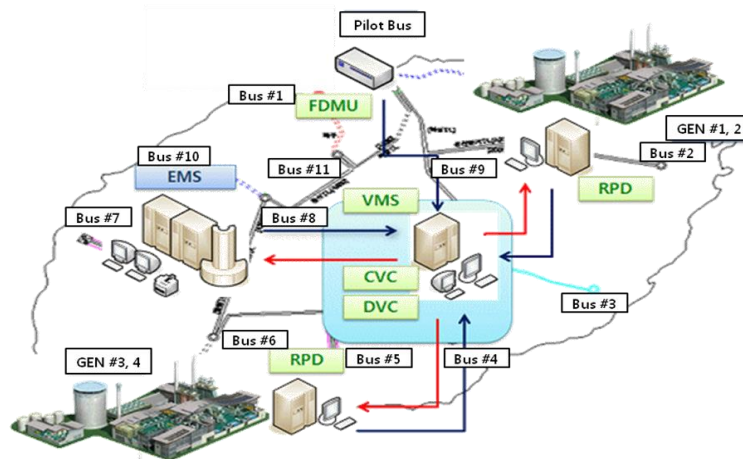 Pilot Bus
Bus #1
FDMU
GEN #1, 2
Bus #10
Bus #11
Bus #9
Bus #2
EMS
RPD
VMS
Bus #7
Bus #8
CVC
DVC
Bus #3
Bus #6
RPD
Bus #5
Bus #4
GEN #3, 4